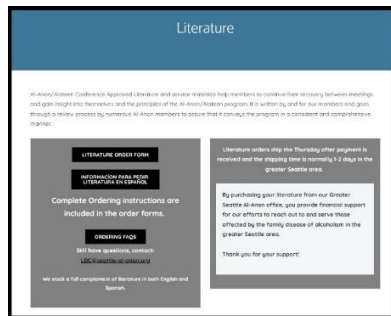 Literature
Al-Anon/Alateen Conference Approved Literature and service materials help members to continue their recovery between meetings
and gain insight into themselves and the principles of the Al-Anon/Alateen program. It is written by and for our members and goes
through a review process by numerous Al-Anon members to assure that it conveys the program in a consistent and comprehensive
manner.
LITERATURE ORDER FORM
INFORMACIÓN PARA PEDIR
LITERATURA EN ESPAÑOL
Complete Ordering instructions are
included in the order forms.
ORDERING FAQS
Still have questions, contact:
LDC@seattle-al-anon.org
We stock a full complement of literature in both English and
Spanish.
Literature orders ship the Thursday after payment is
received and the shipping time is normally 1-2 days in the
greater Seattle area.
By purchasing your literature from our Greater
Seattle Al-Anon office, you provide financial support
for our efforts to reach out to and serve those
affected by the family disease of alcoholism in the
greater Seattle area.
Thank you for your support!